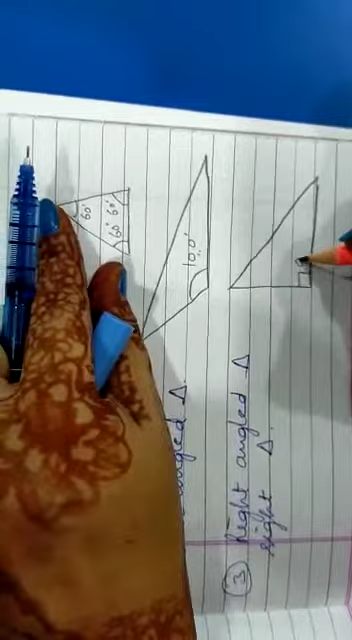 60° 60° 60°
100°
angled Δ
③ Right angled Δ
right Δ.